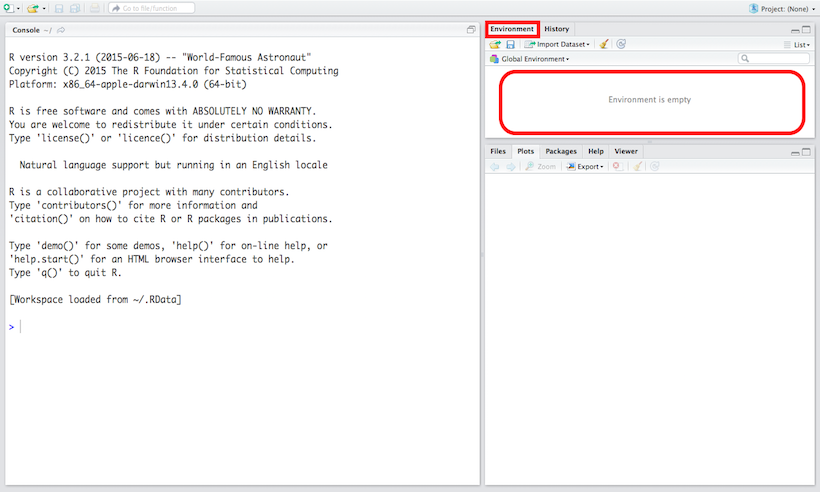 Go to file/function
Project: (None)
Console ~/
R version 3.2.1 (2015-06-18) -- "World-Famous Astronaut"
Copyright (C) 2015 The R Foundation for Statistical Computing
Platform: x86_64-apple-darwin13.4.0 (64-bit)
R is free software and comes with ABSOLUTELY NO WARRANTY.
You are welcome to redistribute it under certain conditions.
Type 'license()' or 'licence()' for distribution details.
Natural language support but running in an English locale
R is a collaborative project with many contributors.
Type 'contributors()' for more information and
'citation()' on how to cite R or R packages in publications.
Type 'demo()' for some demos, 'help()' for on-line help, or
'help.start()' for an HTML browser interface to help.
Type 'q()' to quit R.
[Workspace loaded from ~/.RData]
>
Environment History
Import Dataset List
Global Environment
Environment is empty
Files Plots Packages Help Viewer
Zoom Export